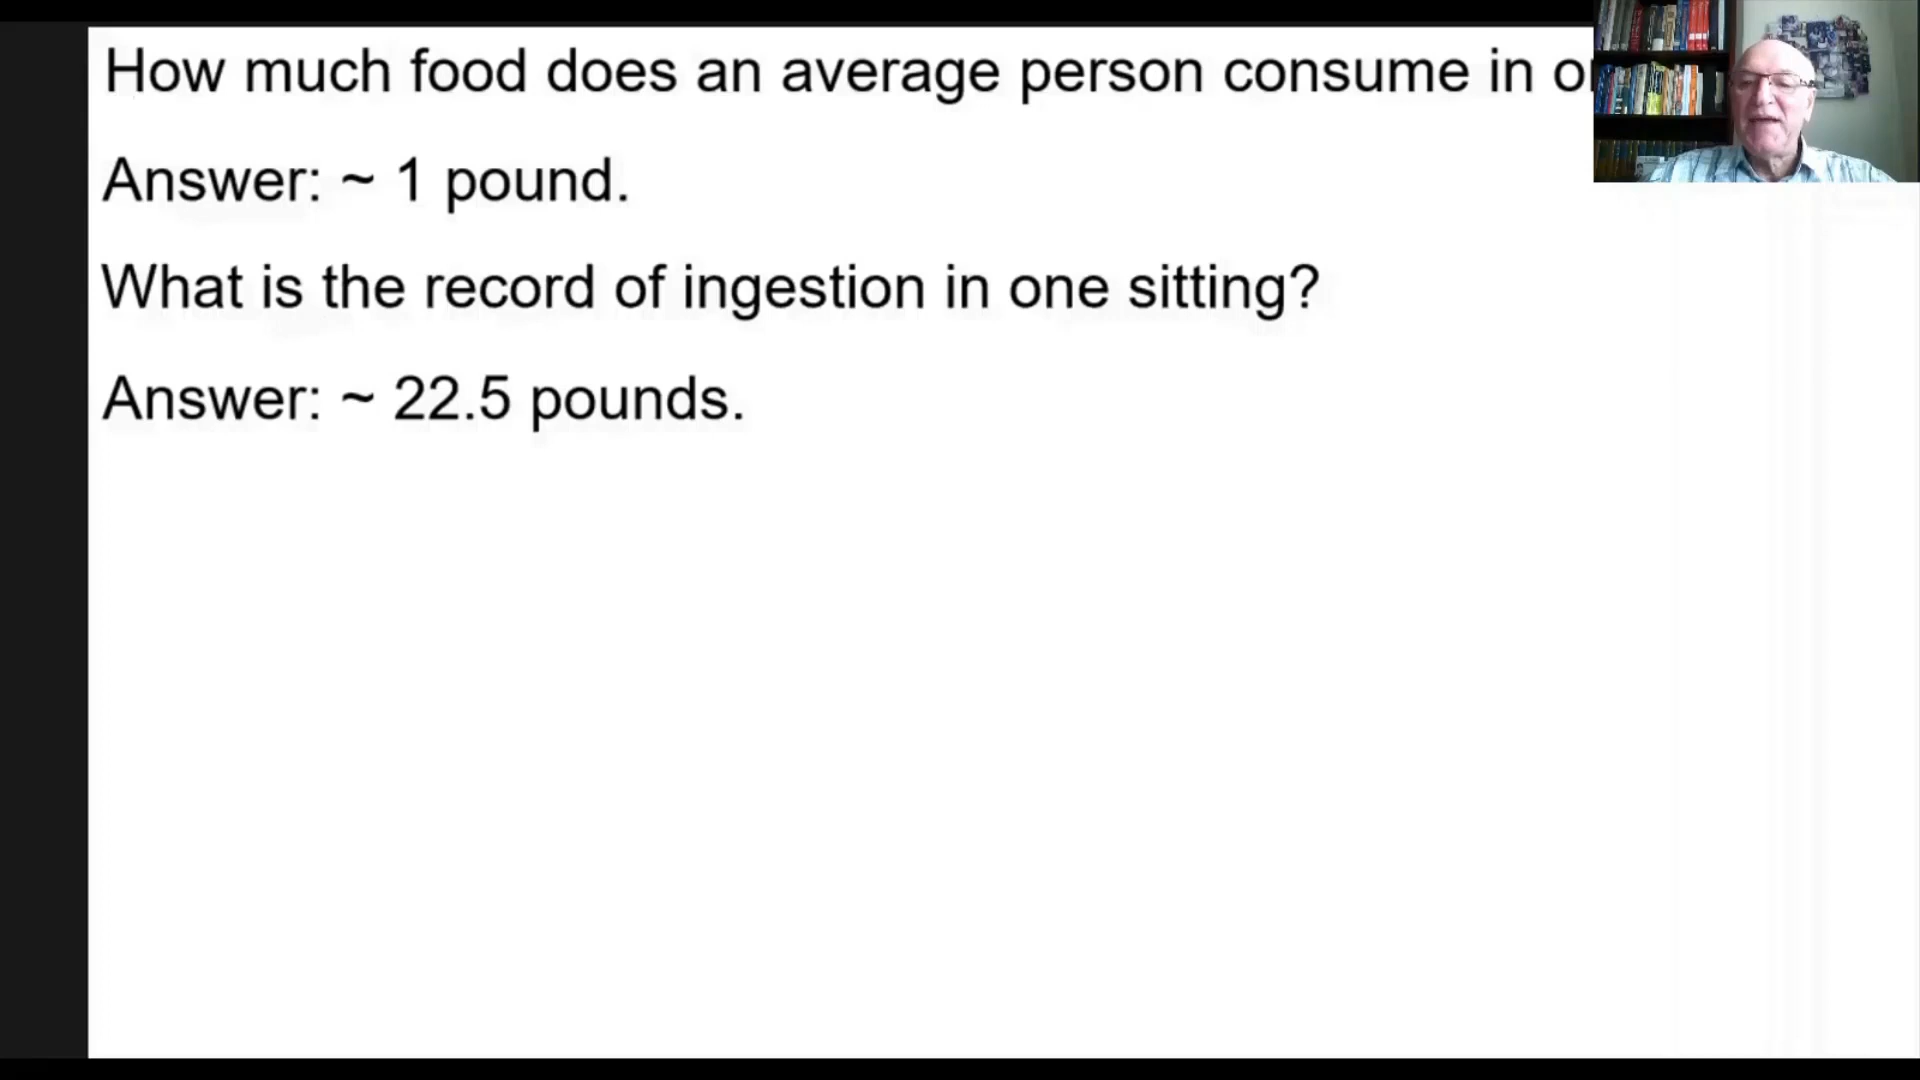 How much food does an average person consume in
Answer: ~ 1 pound.
What is the record of ingestion in one sitting?
Answer: ~ 22.5 pounds.